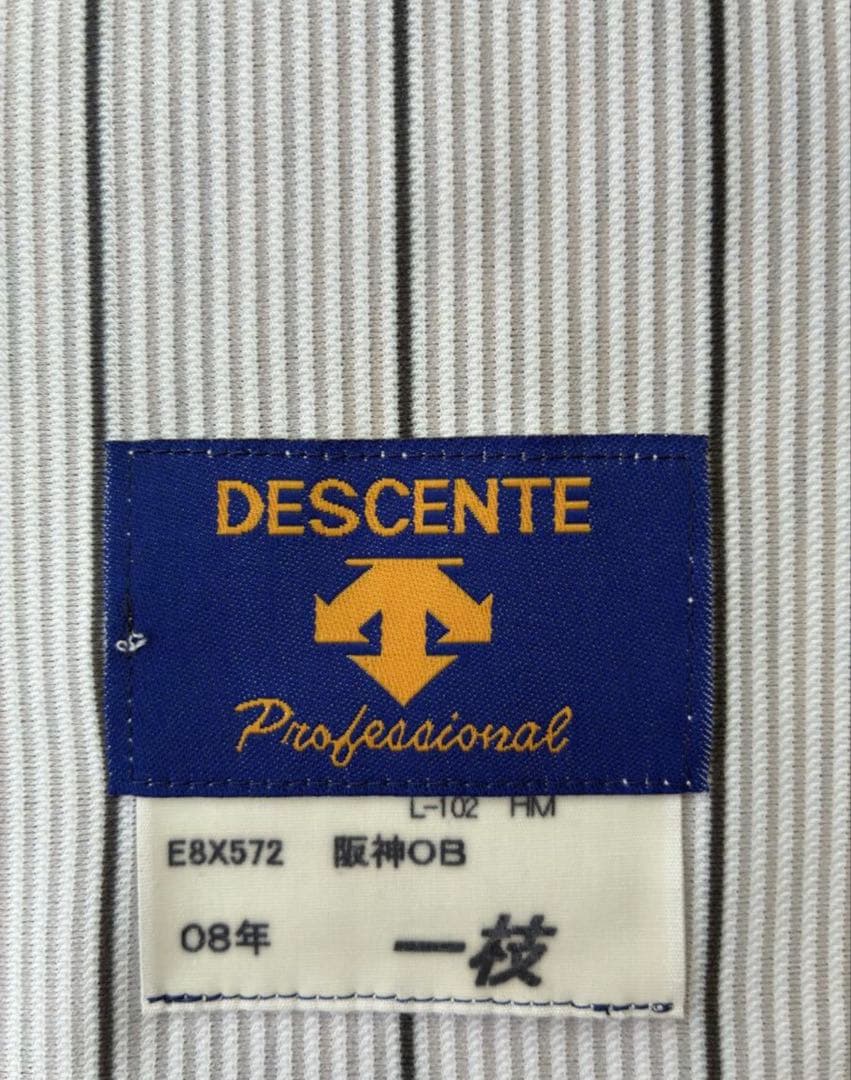 DESCENTE
Professional
L-102 HM
E8X572 阪神OB
08年 一枝